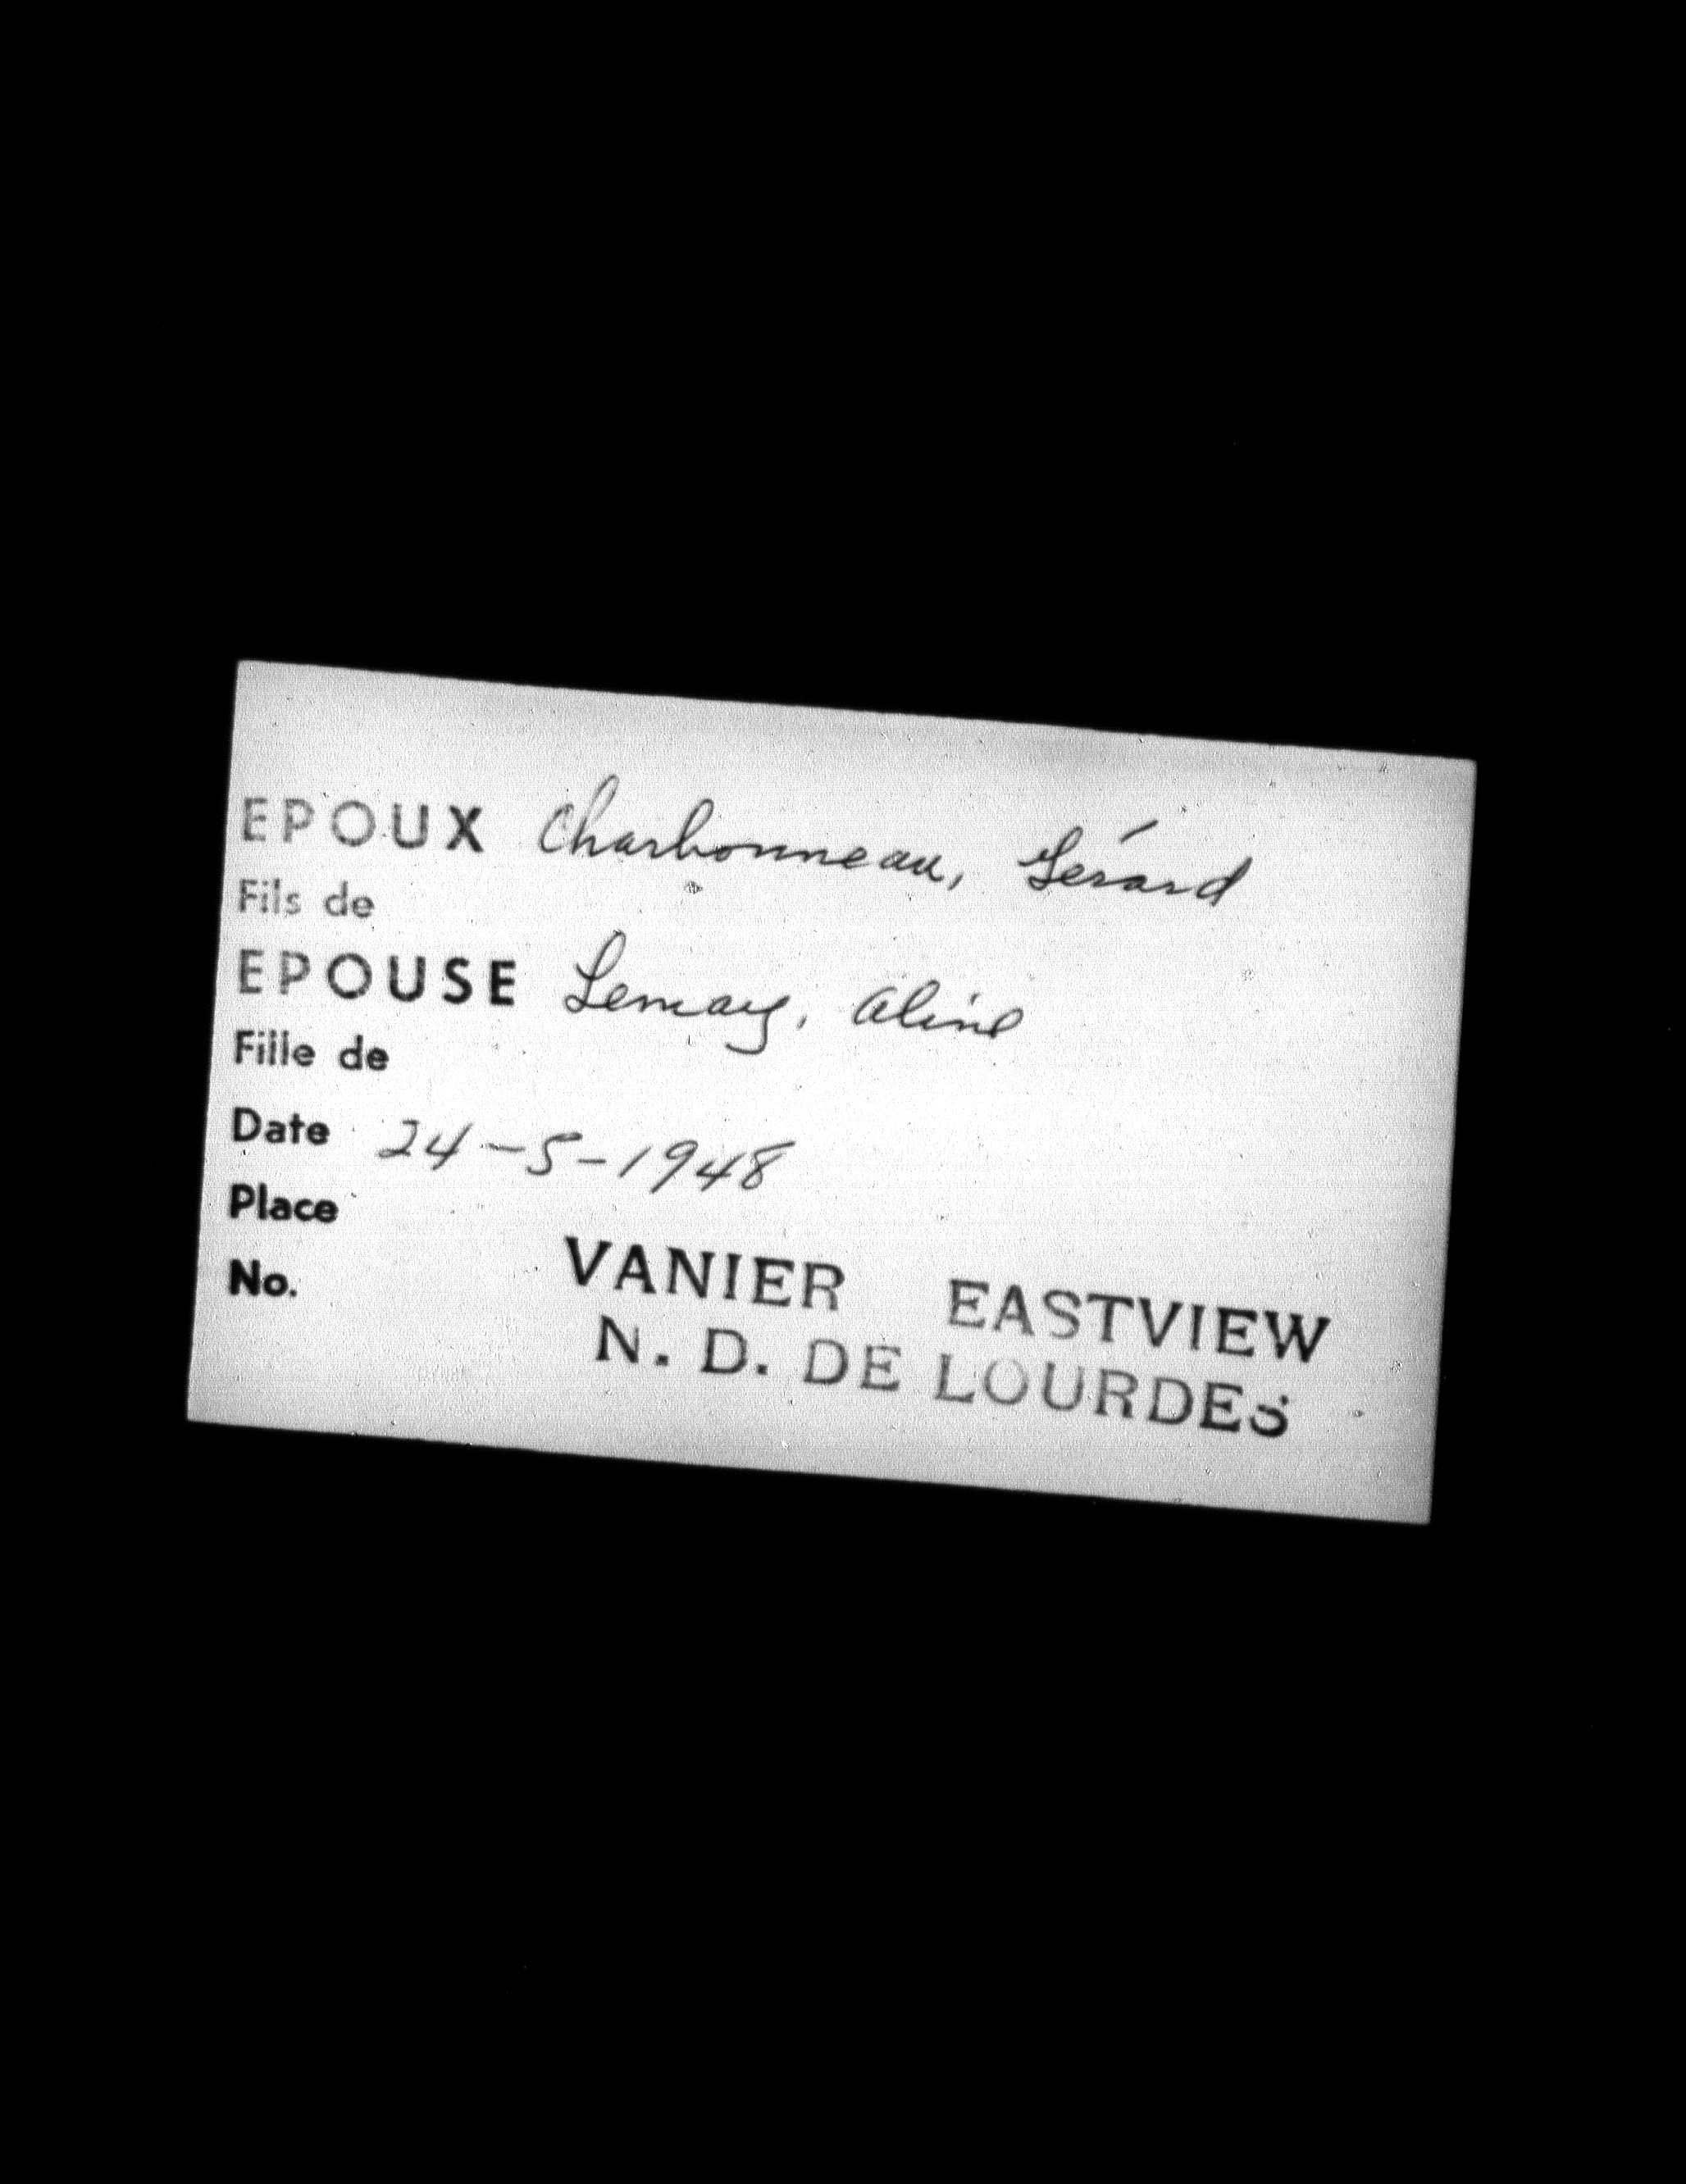 EPOUX Charbonneau, Gérard
Fils de
EPOUSE Lemay, Aline
Fille de
Date 24-5-1948
Place
No.
VANIER EASTVIEW
N. D. DE LOURDES